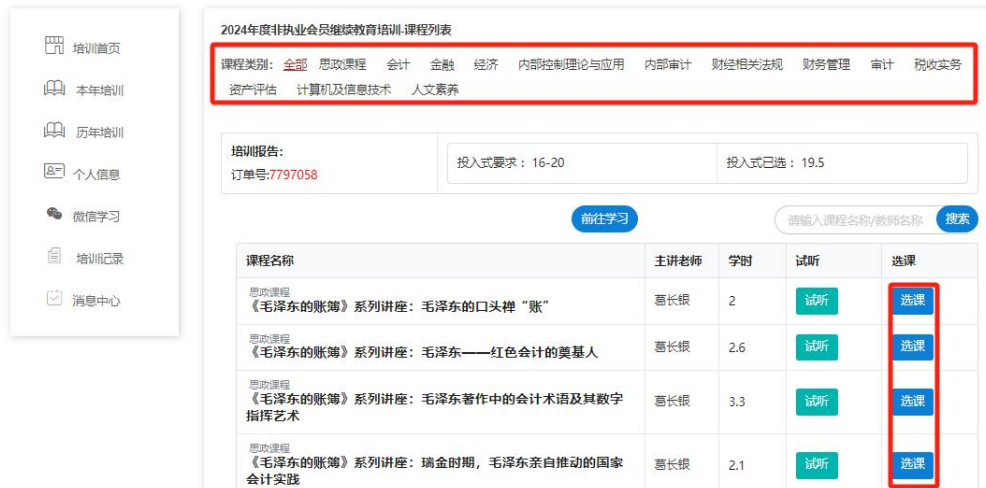 培训首页
本年培训
历年培训
个人信息
微信学习
培训记录
消息中心
2024年度非执业会员继续教育培训-课程列表
课程类别: 全部 思政课程 会计 金融 经济 内部控制理论与应用 内部审计 财经相关法规 财务管理 审计 税收实务
资产评估 计算机及信息技术 人文素养
培训报告:
订单号:7797058
投入式要求 : 16-20
投入式已选 : 19.5
前往学习
请输入课程名称/教师名称 搜索
课程名称 主讲老师 学时 试听 选课
思政课程
《毛泽东的账簿》系列讲座：毛泽东的口头禅“账” 葛长银 2 试听 选课
思政课程
《毛泽东的账簿》系列讲座：毛泽东——红色会计的奠基人 葛长银 2.6 试听 选课
思政课程
《毛泽东的账簿》系列讲座：毛泽东著作中的会计术语及其数字 葛长银 3.3 试听 选课
指挥艺术
思政课程
《毛泽东的账簿》系列讲座：瑞金时期，毛泽东亲自推动的国家 葛长银 2.1 试听 选课
会计实践